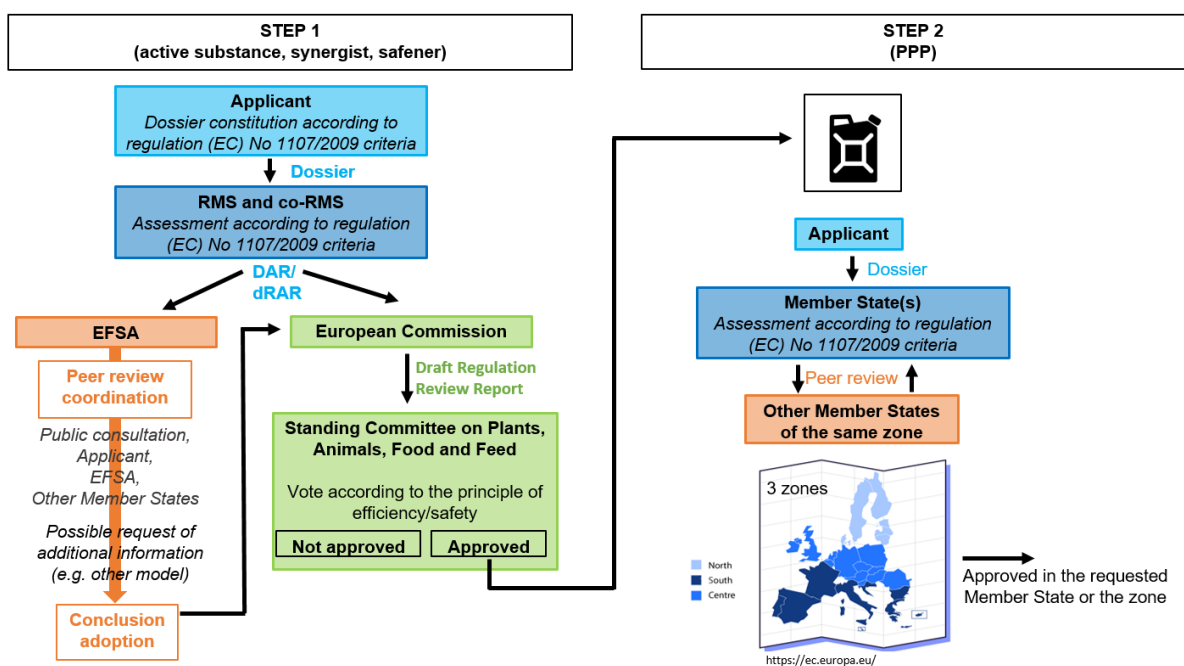 STEP 1
(active substance, synergist, safener)
Applicant
Dossier constitution according to
regulation (EC) No 1107/2009 criteria
Dossier
RMS and co-RMS
Assessment according to regulation
(EC) No 1107/2009 criteria
DAR/
dRAR
EFSA
Peer review
coordination
Public consultation,
Applicant,
EFSA,
Other Member States
Possible request of
additional information
(e.g. other model)
Conclusion
adoption
European Commission
Draft Regulation
Review Report
Standing Committee on Plants,
Animals, Food and Feed
Vote according to the principle of
efficiency/safety
Not approved
Approved
STEP 2
(PPP)
Applicant
Dossier
Member State(s)
Assessment according to regulation
(EC) No 1107/2009 criteria
Peer review
Other Member States
of the same zone
3 zones
North
South
Centre
https://ec.europa.eu/
Approved in the requested
Member State or the zone